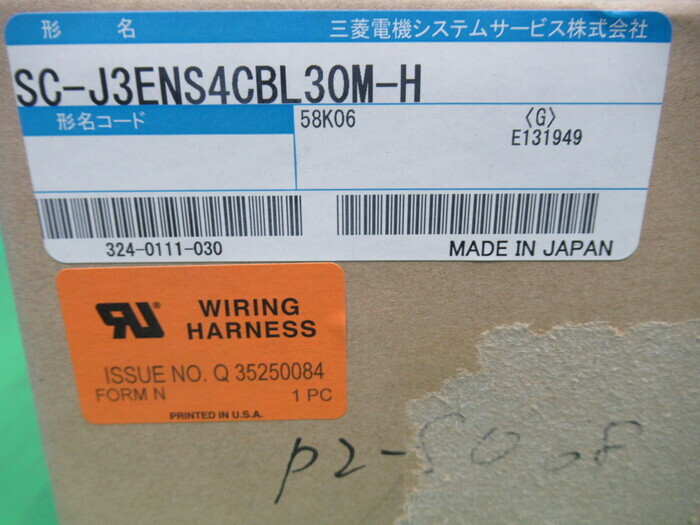 形 名 三菱電機システムサービス株式会社
SC-J3ENS4CBL30M-H
形名コード 58K06 〈G〉
E131949
324-0111-030 MADE IN JAPAN
RU ® WIRING
HARNESS
ISSUE NO. Q 35250084
FORM N 1 PC
PRINTED IN U.S.A.